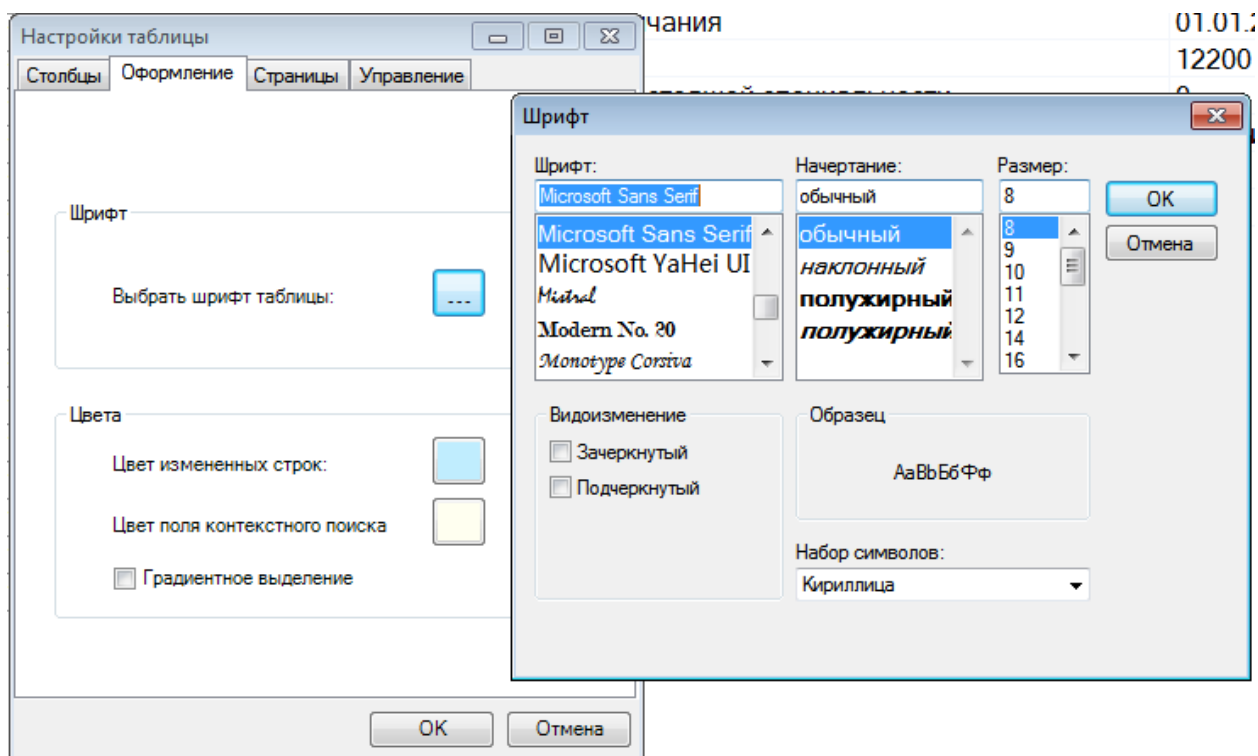 чания
01.01.2
12200
Настройки таблицы
Столбцы Оформление Страницы Управление
Шрифт
Выбрать шрифт таблицы:
...
Цвета
Цвет измененных строк:
Цвет поля контекстного поиска
Градиентное выделение
OK Отмена
Шрифт
Шрифт: Начертание: Размер:
Microsoft Sans Serif обычный 8
OK
Отмена
Microsoft Sans Serif
Microsoft YaHei UI
Mistral
Modern No. 20
Monotype Corsiva
обычный
наклонный
полужирный
полужирный
8
9
10
11
12
14
16
Видоизменение
Зачеркнутый
Подчеркнутый
Образец
АаВbБбФф
Набор символов:
Кириллица